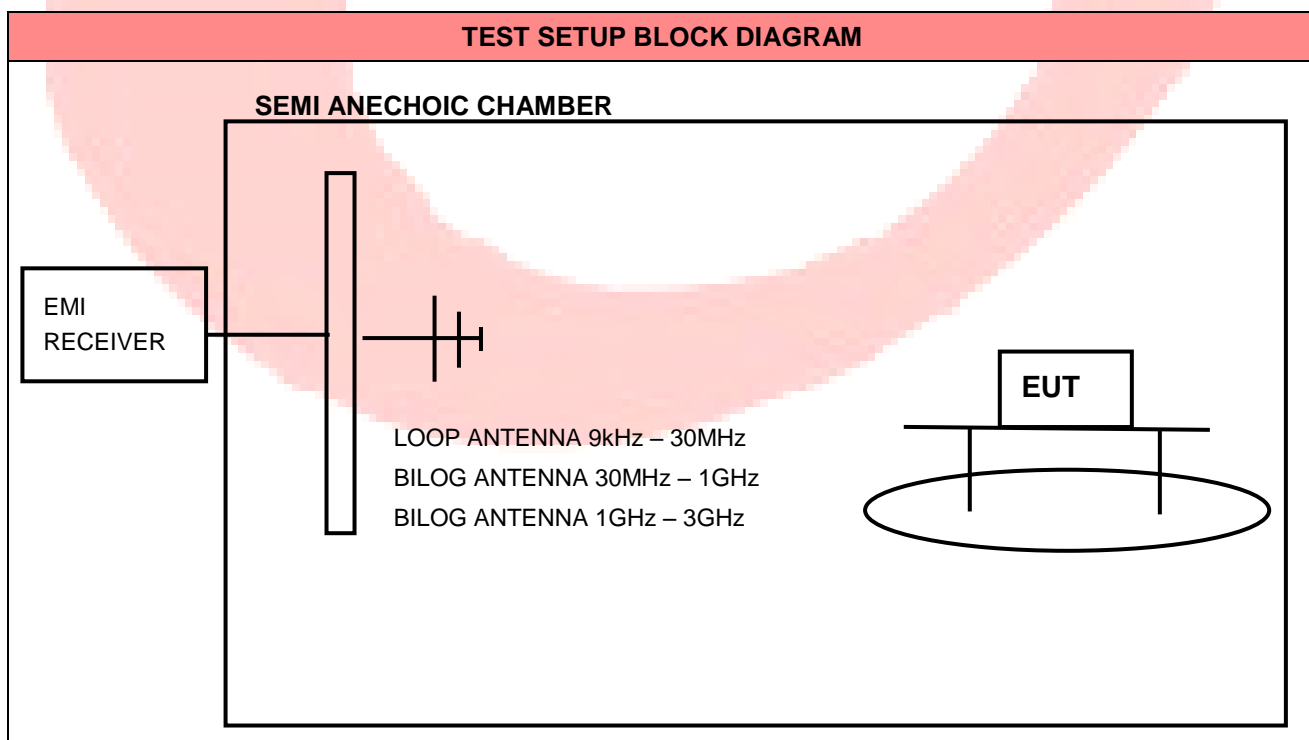 TEST SETUP BLOCK DIAGRAM
SEMI ANECHOIC CHAMBER
EMI
RECEIVER
EUT
LOOP ANTENNA 9kHz – 30MHz
BILOG ANTENNA 30MHz – 1GHz
BILOG ANTENNA 1GHz – 3GHz